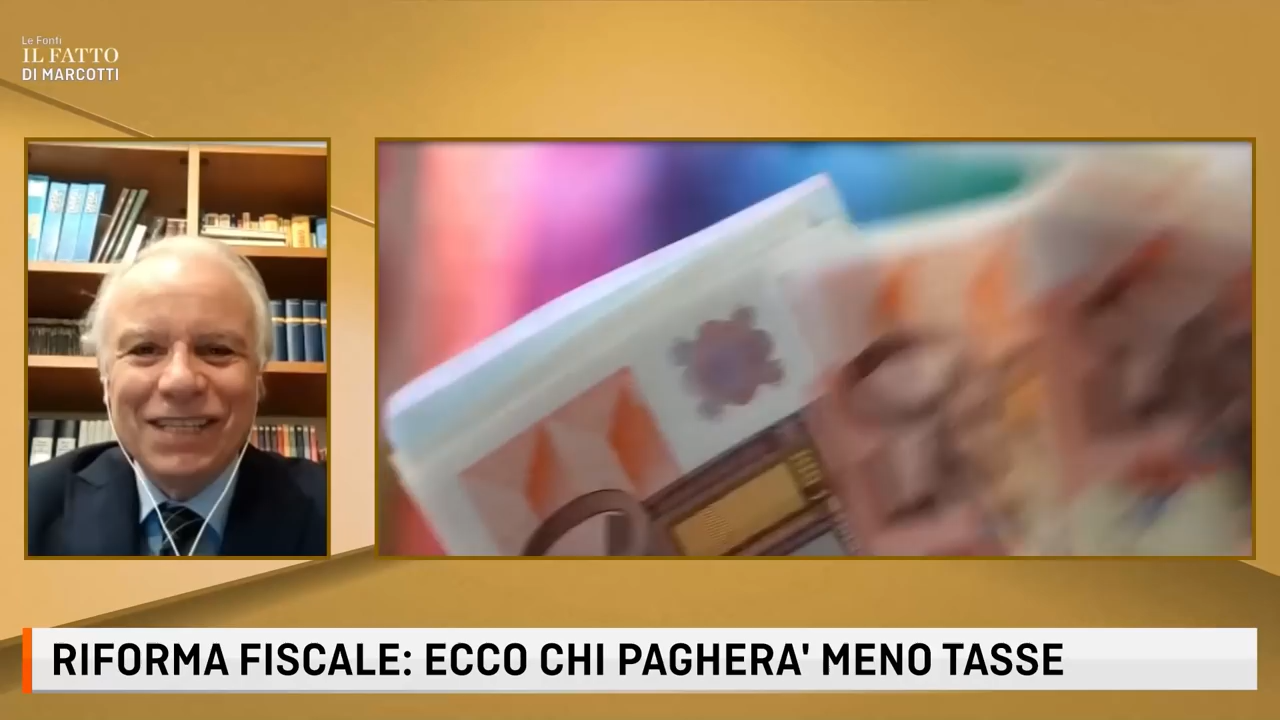 Le Fonti
IL FATTO
DI MARCOTTI
RIFORMA FISCALE: ECCO CHI PAGHERA' MENO TASSE